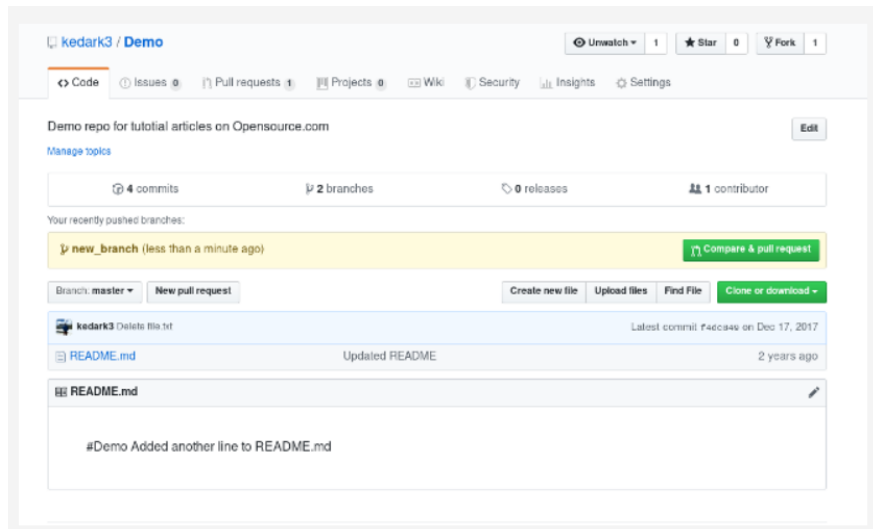 kedark3 / Demo
Unwatch 1 Star 0 Fork 1
Code Issues 0 Pull requests 1 Projects 0 Wiki Security Insights Settings
Demo repo for tutotial articles on Opensource.com
Edit
Manage topics
4 commits 2 branches 0 releases 1 contributor
Your recently pushed branches:
new_branch (less than a minute ago) Compare & pull request
Branch: master New pull request Create new file Upload files Find File Clone or download
kedark3 Delete file.txt Latest commit on Dec 17, 2017
README.md Updated README 2 years ago
README.md
#Demo Added another line to README.md